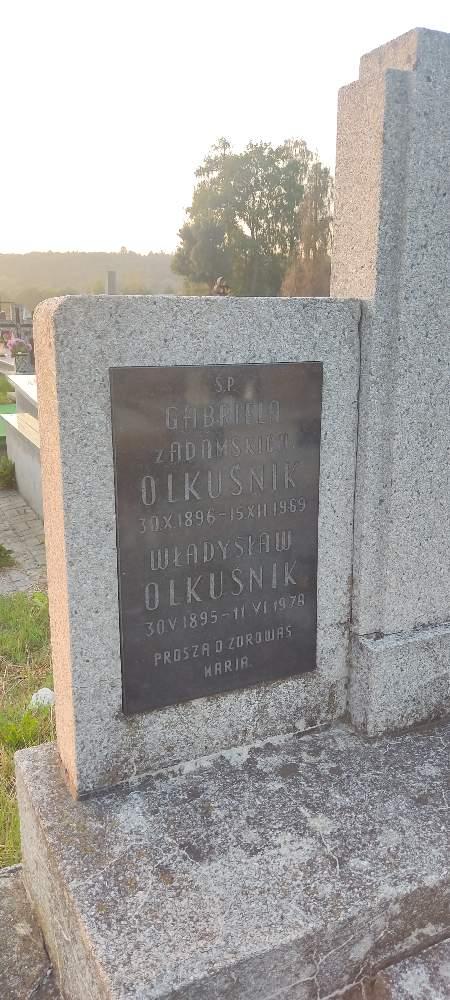 Ś.P.
GABRIELA
Z ADAMSKICH
OLKUŚNIK
30.X.1896-15.XII.1969
WŁADYSŁAW
OLKUŚNIK
30.V.1895-11.VI.1978
PROSZĄ O ZDROWAŚ
MARIA.